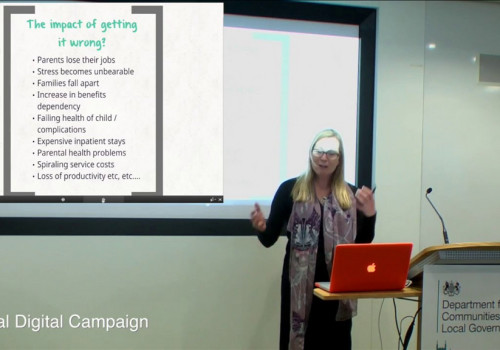 The impact of getting
it wrong?
• Parents lose their jobs
• Stress becomes unbearable
• Families fall apart
• Increase in benefits
dependency
• Failing health of child /
complications
• Expensive inpatient stays
• Parental health problems
• Spiraling service costs
• Loss of productivity etc, etc....
al Digital Campaign
Department f
Communities
Local Govern